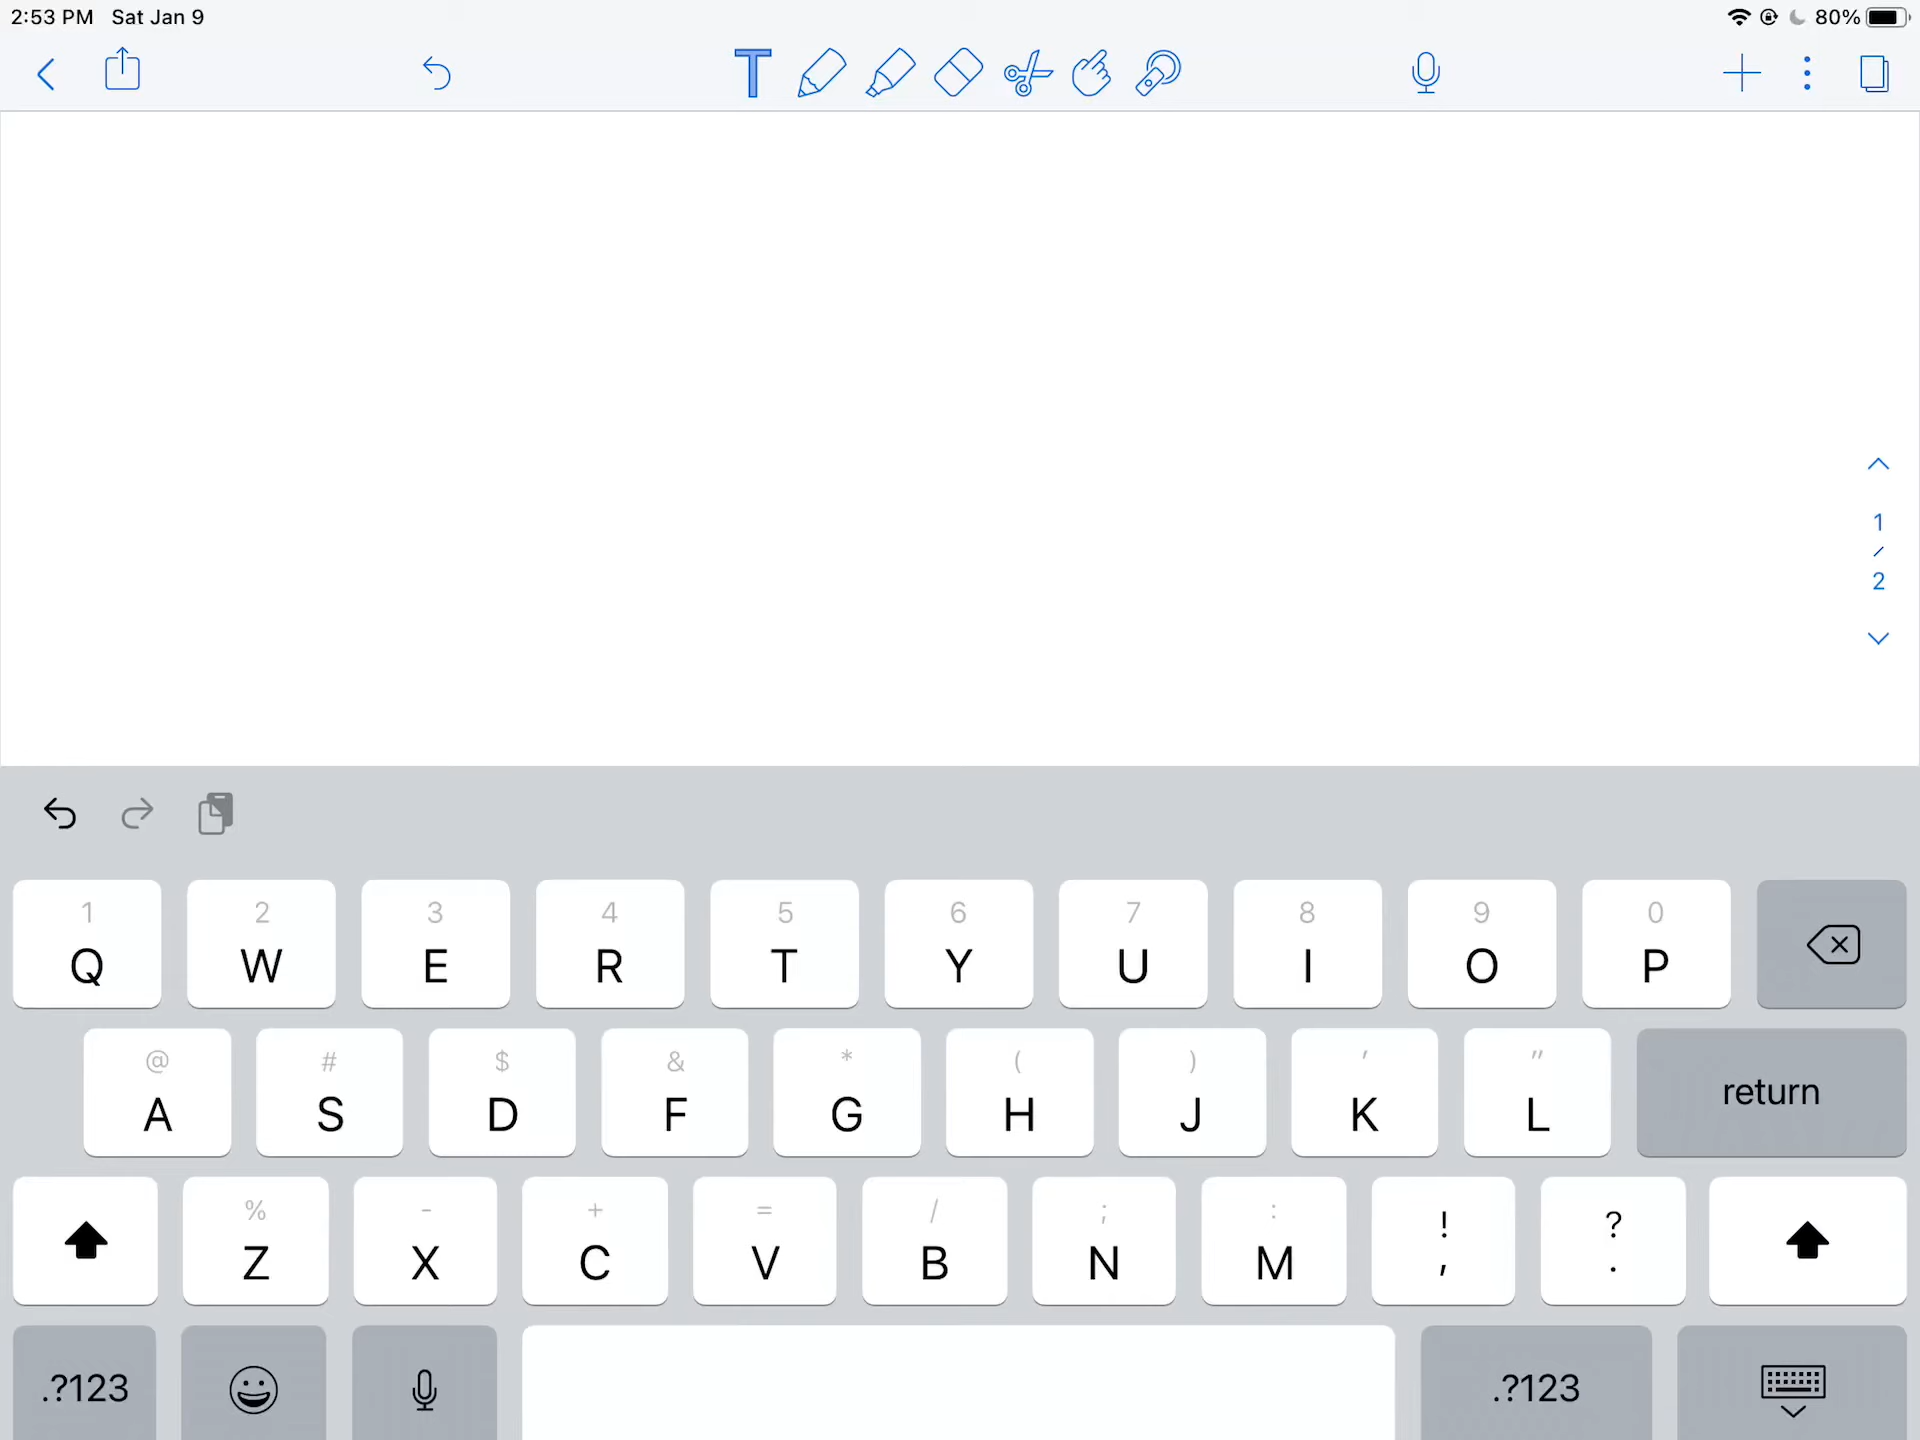 2:53 PM Sat Jan 9 80%
T
1
/
2
1 2 3 4 5 6 7 8 9 0
Q W E R T Y U I O P
@ # $ & * ( ) ' "
A S D F G H J K L return
% - + = / ; : ! ?
Z X C V B N M , .
.?123 .?123